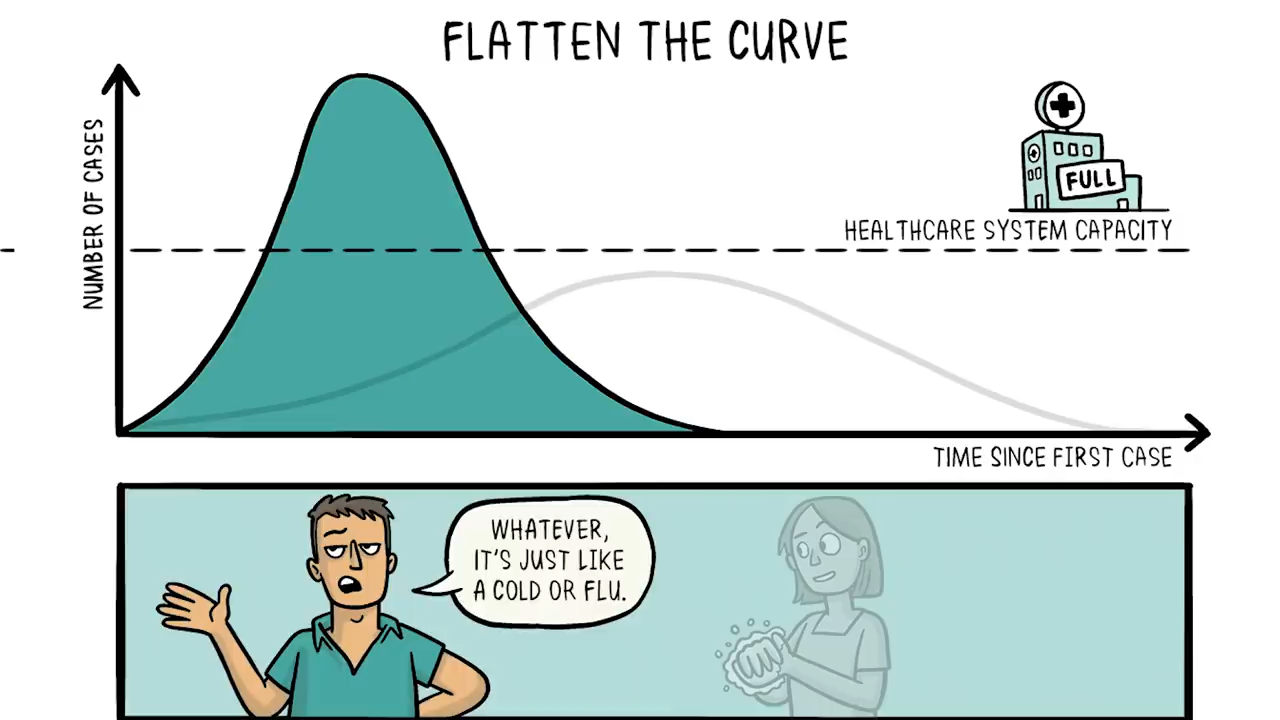 FLATTEN THE CURVE
NUMBER OF CASES
FULL
HEALTHCARE SYSTEM CAPACITY
TIME SINCE FIRST CASE
WHATEVER,
IT'S JUST LIKE
A COLD OR FLU.